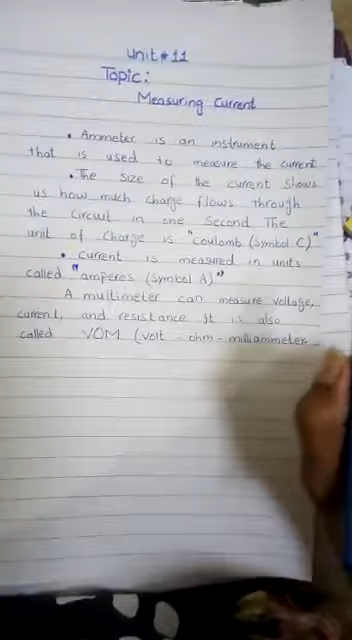 Unit # 11
Topic:
Measuring Current
• Ammeter is an instrument
that is used to measure the current
• The size of the current shows
us how much charge flows through
the circuit in one second The
unit of charge is "coulomb (symbol C)"
• Current is measured in units
called "amperes (symbol A)"
A multimeter can measure voltage,
current, and resistance It is also
called VOM (volt - ohm - milliammeter